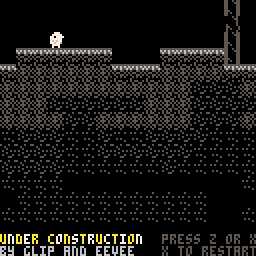 UNDER CONSTRUCTION
BY GLIP AND EEVEE
PRESS Z OR X
X TO RESTART